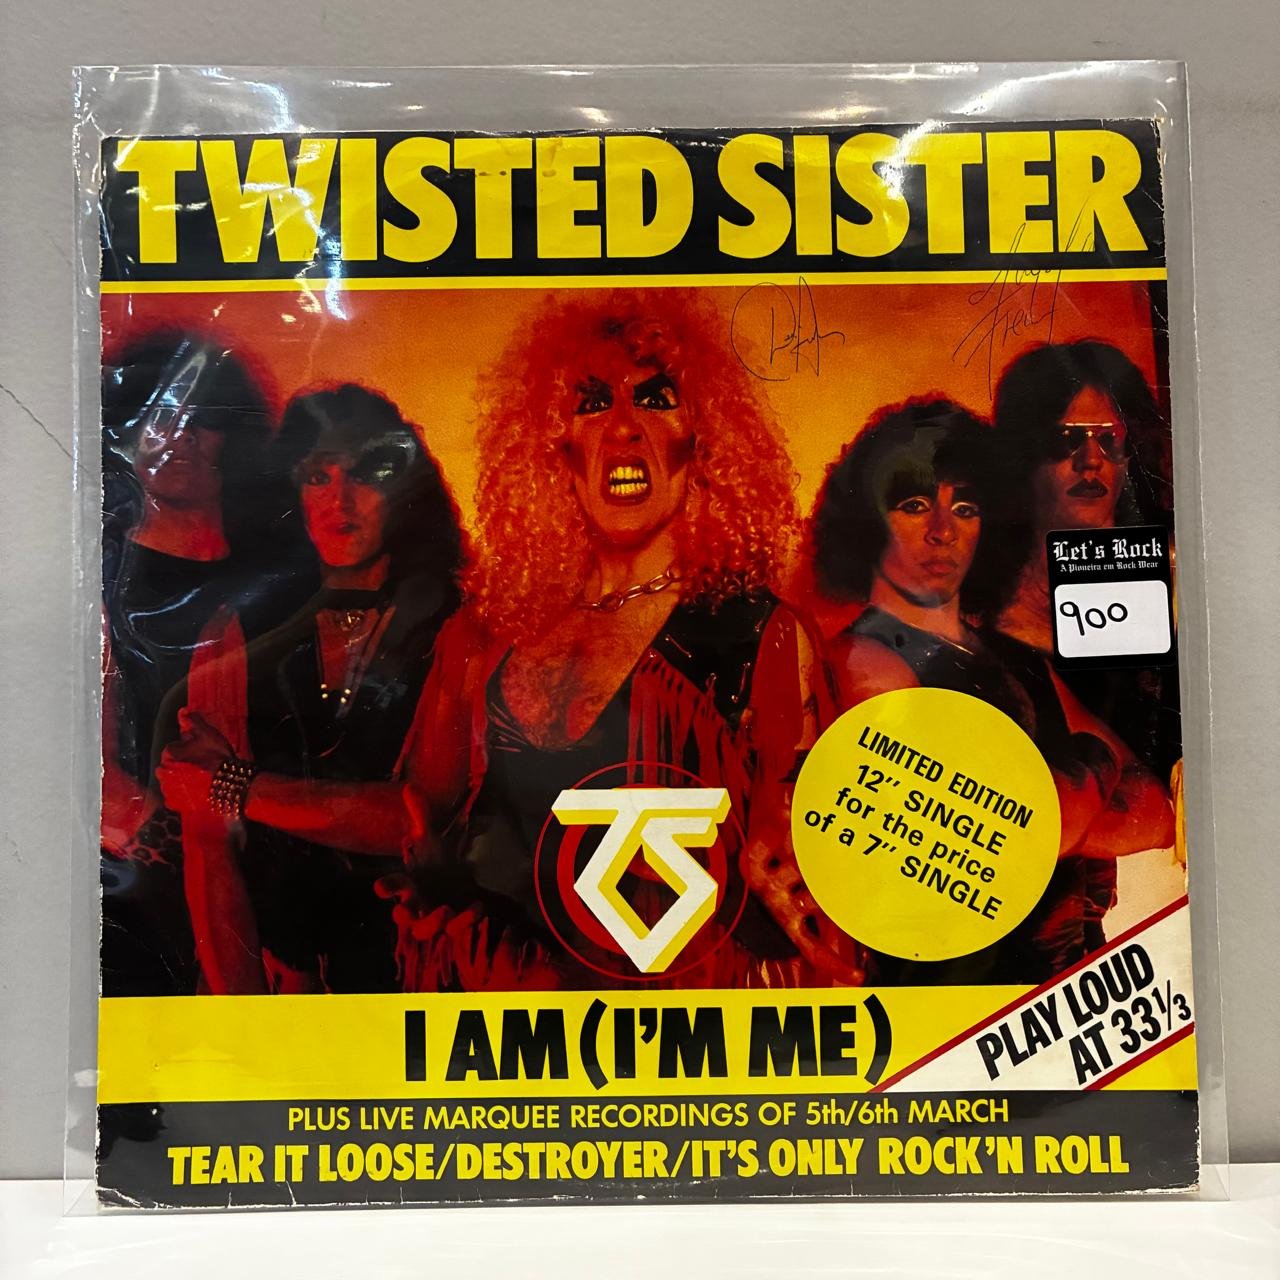 TWISTED SISTER
Let's Rock
A Pioneira em Rock Wear
900
LIMITED EDITION
12" SINGLE
for the price
of a 7" SINGLE
TS
PLAY LOUD
AT 33 1/3
I AM (I'M ME)
PLUS LIVE MARQUEE RECORDINGS OF 5th/6th MARCH
TEAR IT LOOSE/DESTROYER/IT'S ONLY ROCK'N ROLL